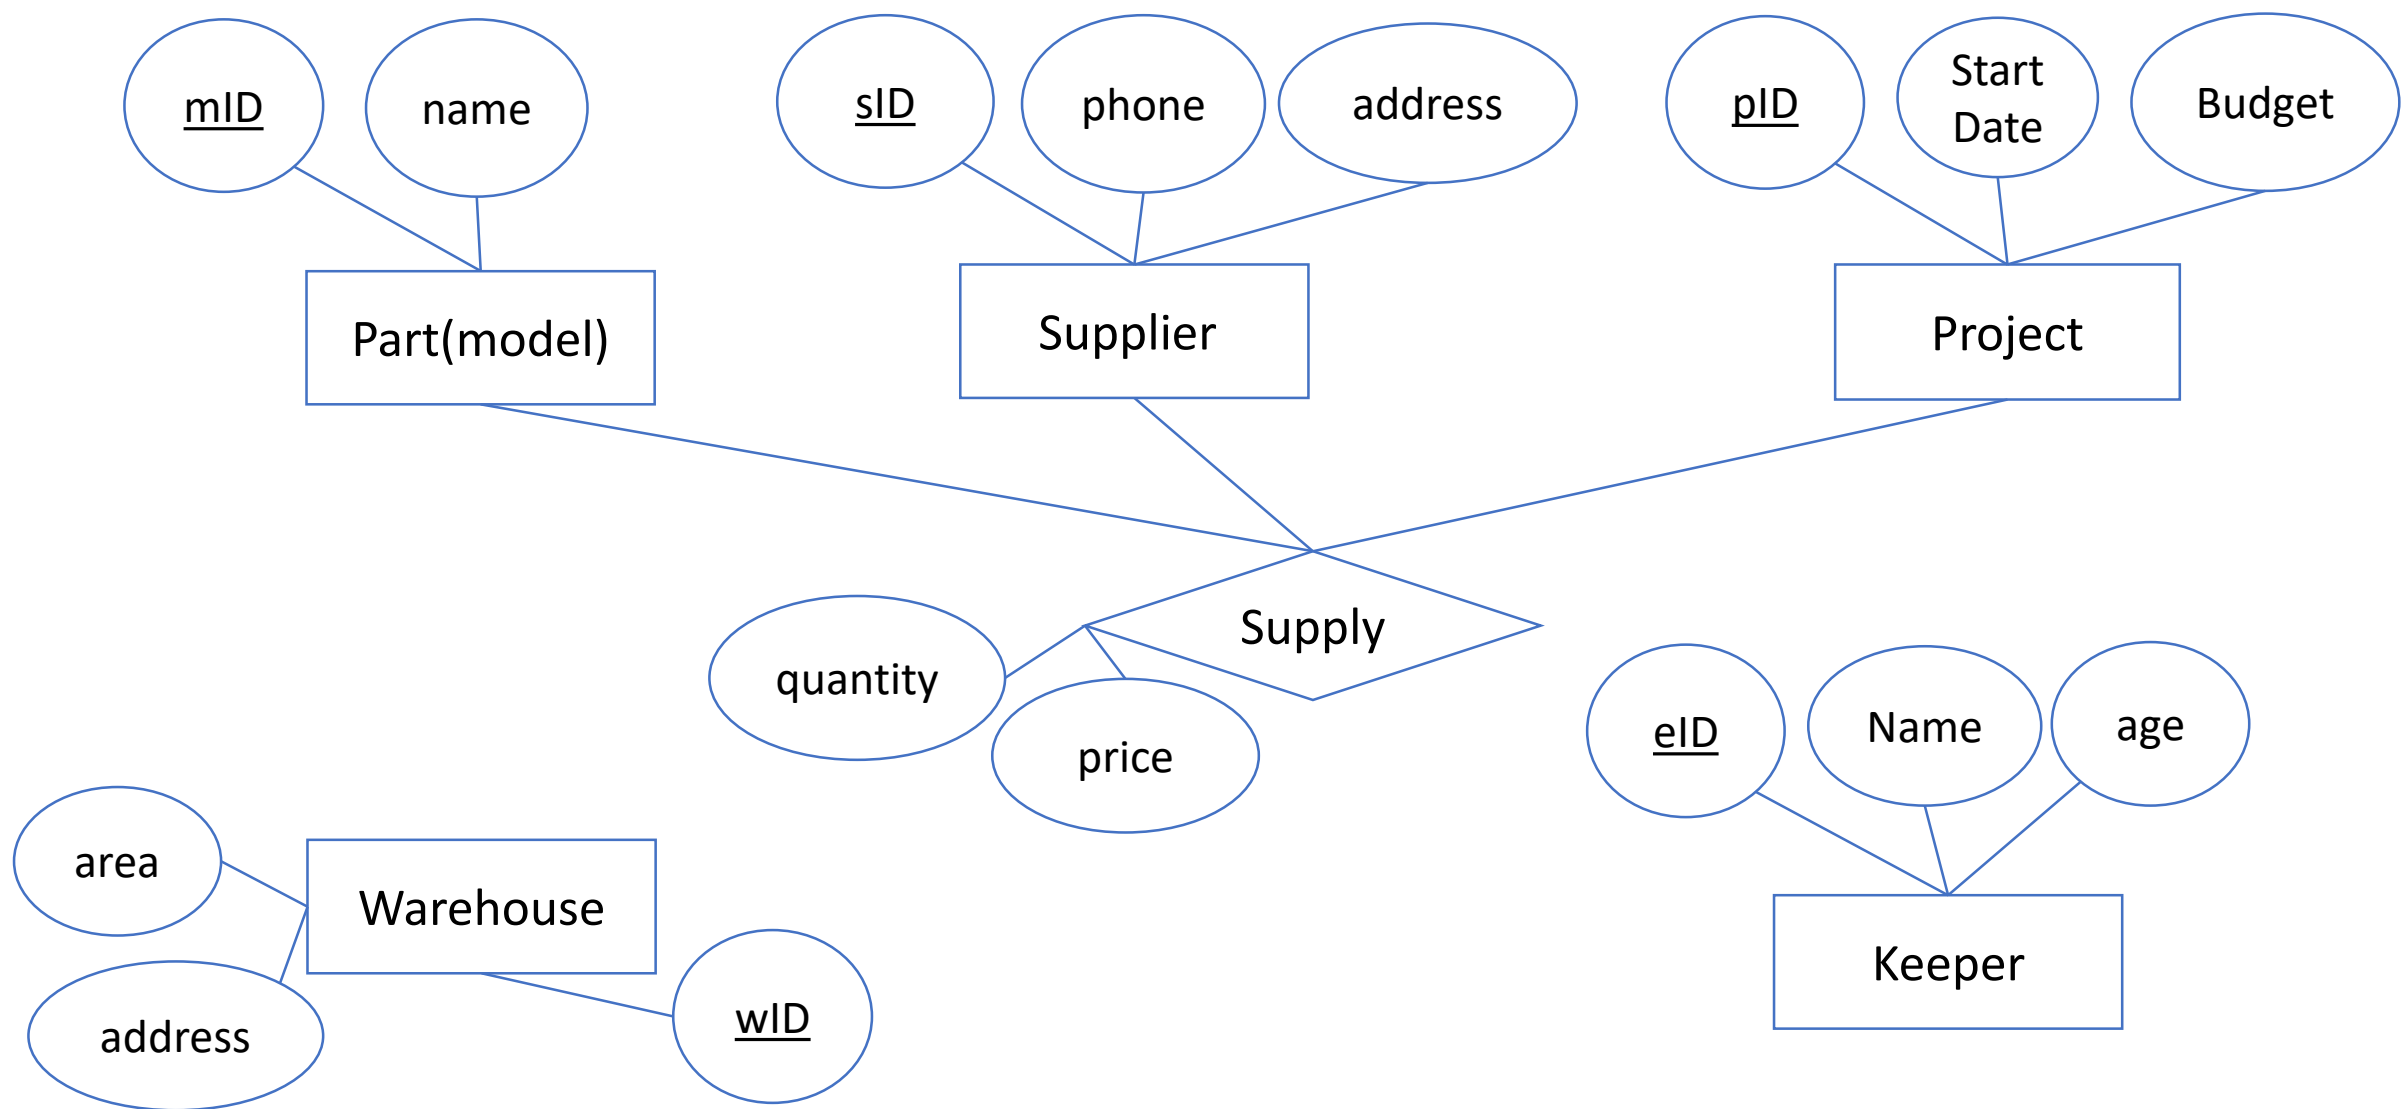 mID
name
sID
phone
address
pID
Start
Date
Budget
Part(model)
Supplier
Project
Supply
quantity
price
eID
Name
age
area
Warehouse
address
wID
Keeper